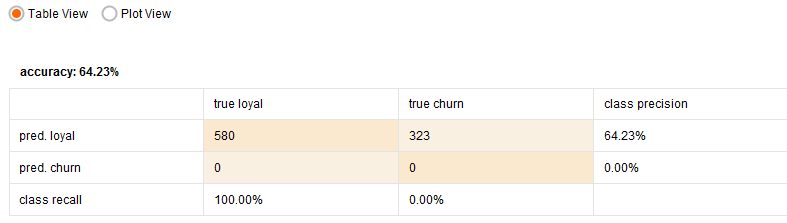 Table View Plot View
accuracy: 64.23%
true loyal true churn class precision
pred. loyal 580 323 64.23%
pred. churn 0 0 0.00%
class recall 100.00% 0.00%